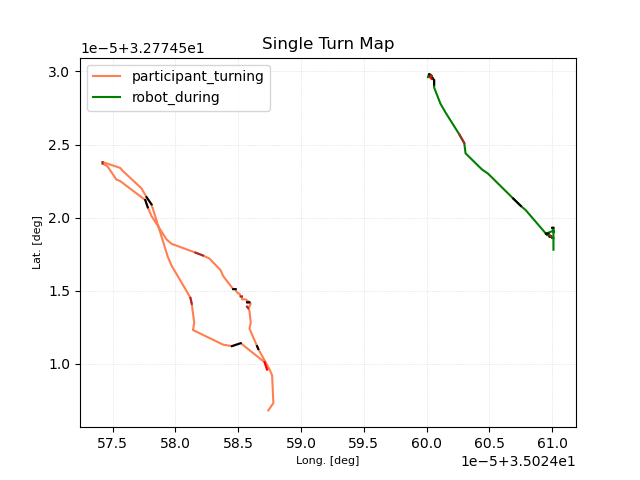 1e-5+3.27745e1
Single Turn Map
participant_turning
robot_during
3.0
2.5
2.0
1.5
1.0
Lat. [deg]
57.5 58.0 58.5 59.0 59.5 60.0 60.5 61.0
Long. [deg]
1e-5+3.5024e1